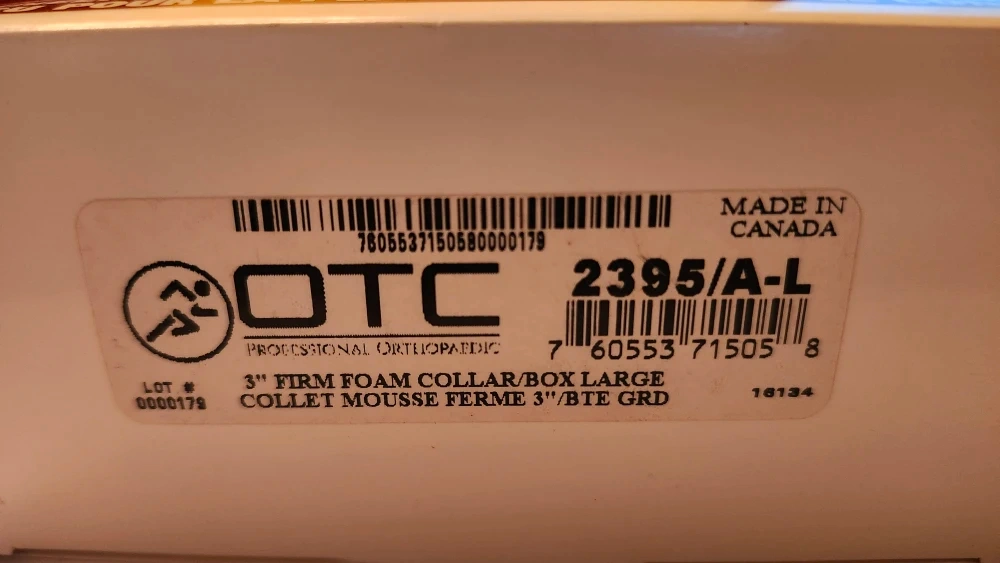 MADE IN
CANADA
7605537150580000179
OTC
PROFESSIONAL ORTHOPAEDIC
2395/A-L
7 60553 71505 8
LOT #
0000179
3" FIRM FOAM COLLAR/BOX LARGE
COLLET MOUSSE FERME 3"/BTE GRD
16134